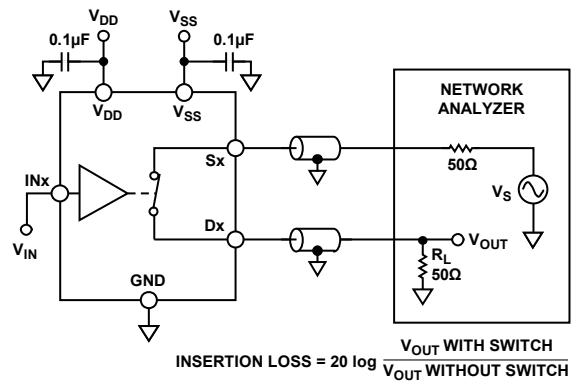 VDD
VSS
0.1µF
0.1µF
VDD
VSS
NETWORK
ANALYZER
Sx
50Ω
INx
VS
Dx
VOUT
VIN
RL
50Ω
GND
INSERTION LOSS = 20 log VOUT WITH SWITCH
VOUT WITHOUT SWITCH